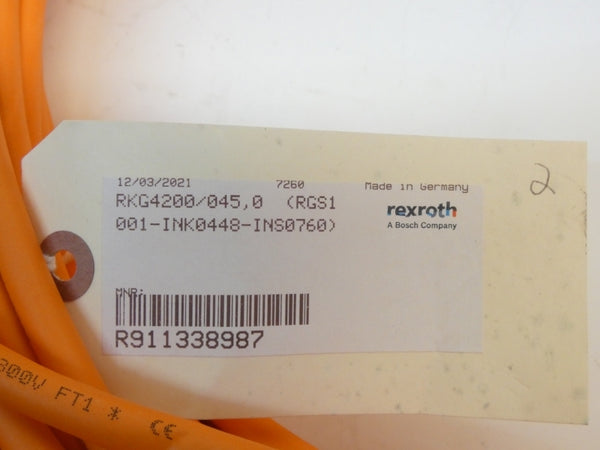 12/03/2021 7260 Made in Germany
RKG4200/045,0 (RGS1
001-INK0448-INS0760)
rexroth
A Bosch Company
MNR:
R911338987
2
300V FT1 * CE